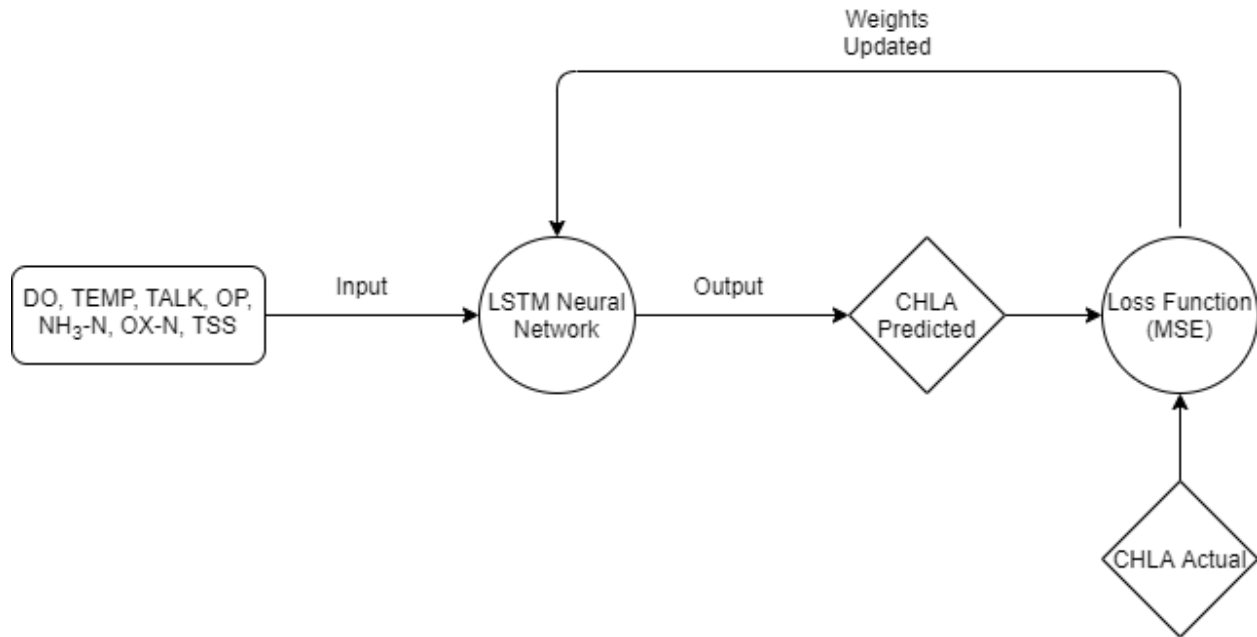 Weights
Updated
DO, TEMP, TALK, OP,
NH₃-N, OX-N, TSS
Input
LSTM Neural
Network
Output
CHLA
Predicted
Loss Function
(MSE)
CHLA Actual